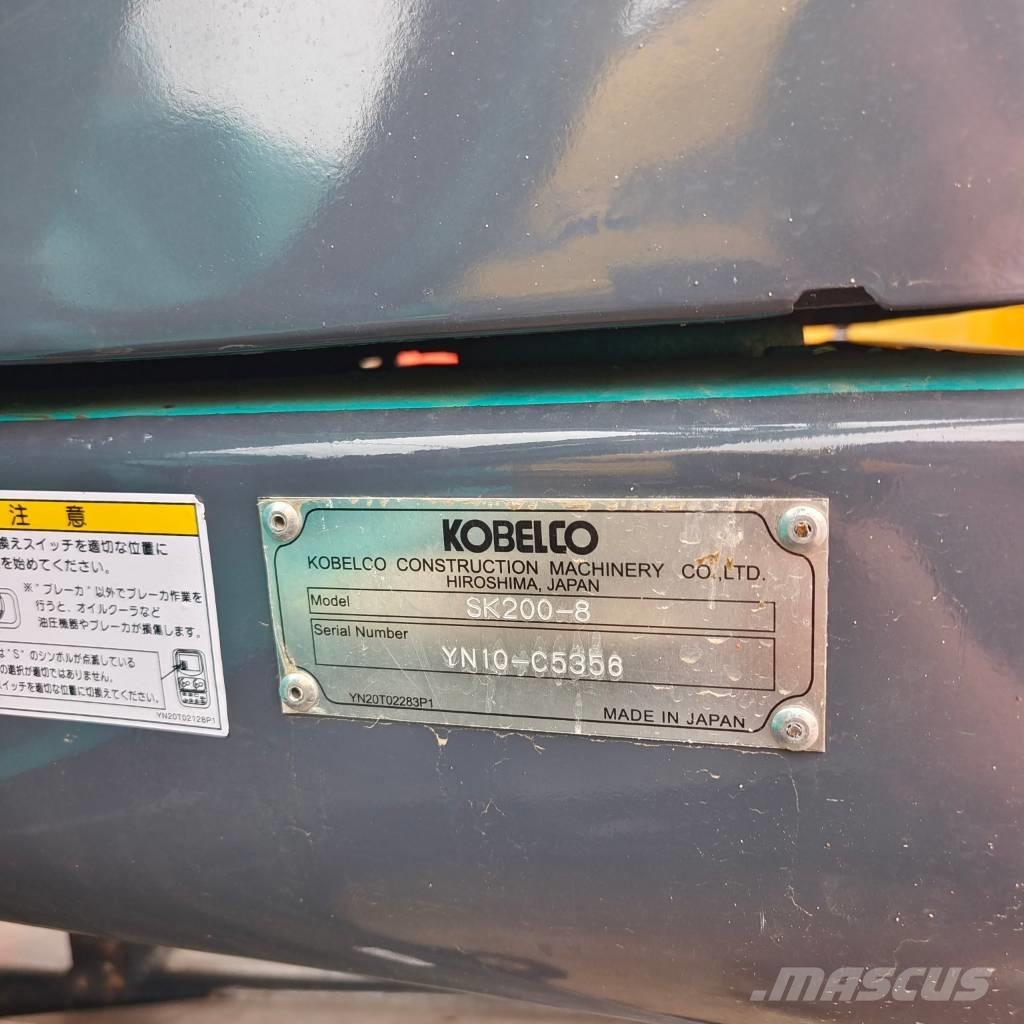 注 意
換えスイッチを適切な位置に
を始めてください。
※"ブレーカ"以外でブレーカ作業を
行うと、オイルクーラなど
油圧機器やブレーカが損傷します。
は"S"のシンボルが点滅している
の選択が適切ではありません。
スイッチを適切な位置に切換えてください。
YN20T02128P1
KOBELCO
KOBELCO CONSTRUCTION MACHINERY CO.,LTD.
HIROSHIMA, JAPAN
Model SK200-8
Serial Number
YN10-C5356
YN20T02283P1
MADE IN JAPAN
MASCUS